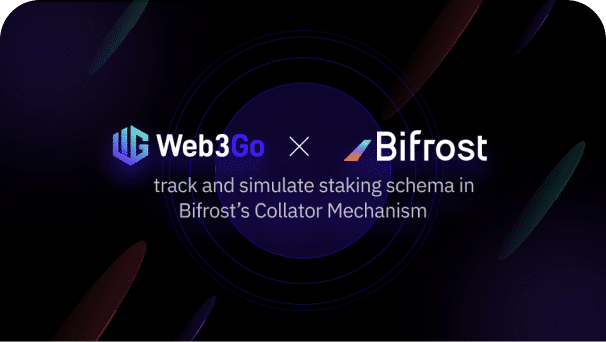 Web3Go × Bifrost
track and simulate staking schema in
Bifrost's Collator Mechanism